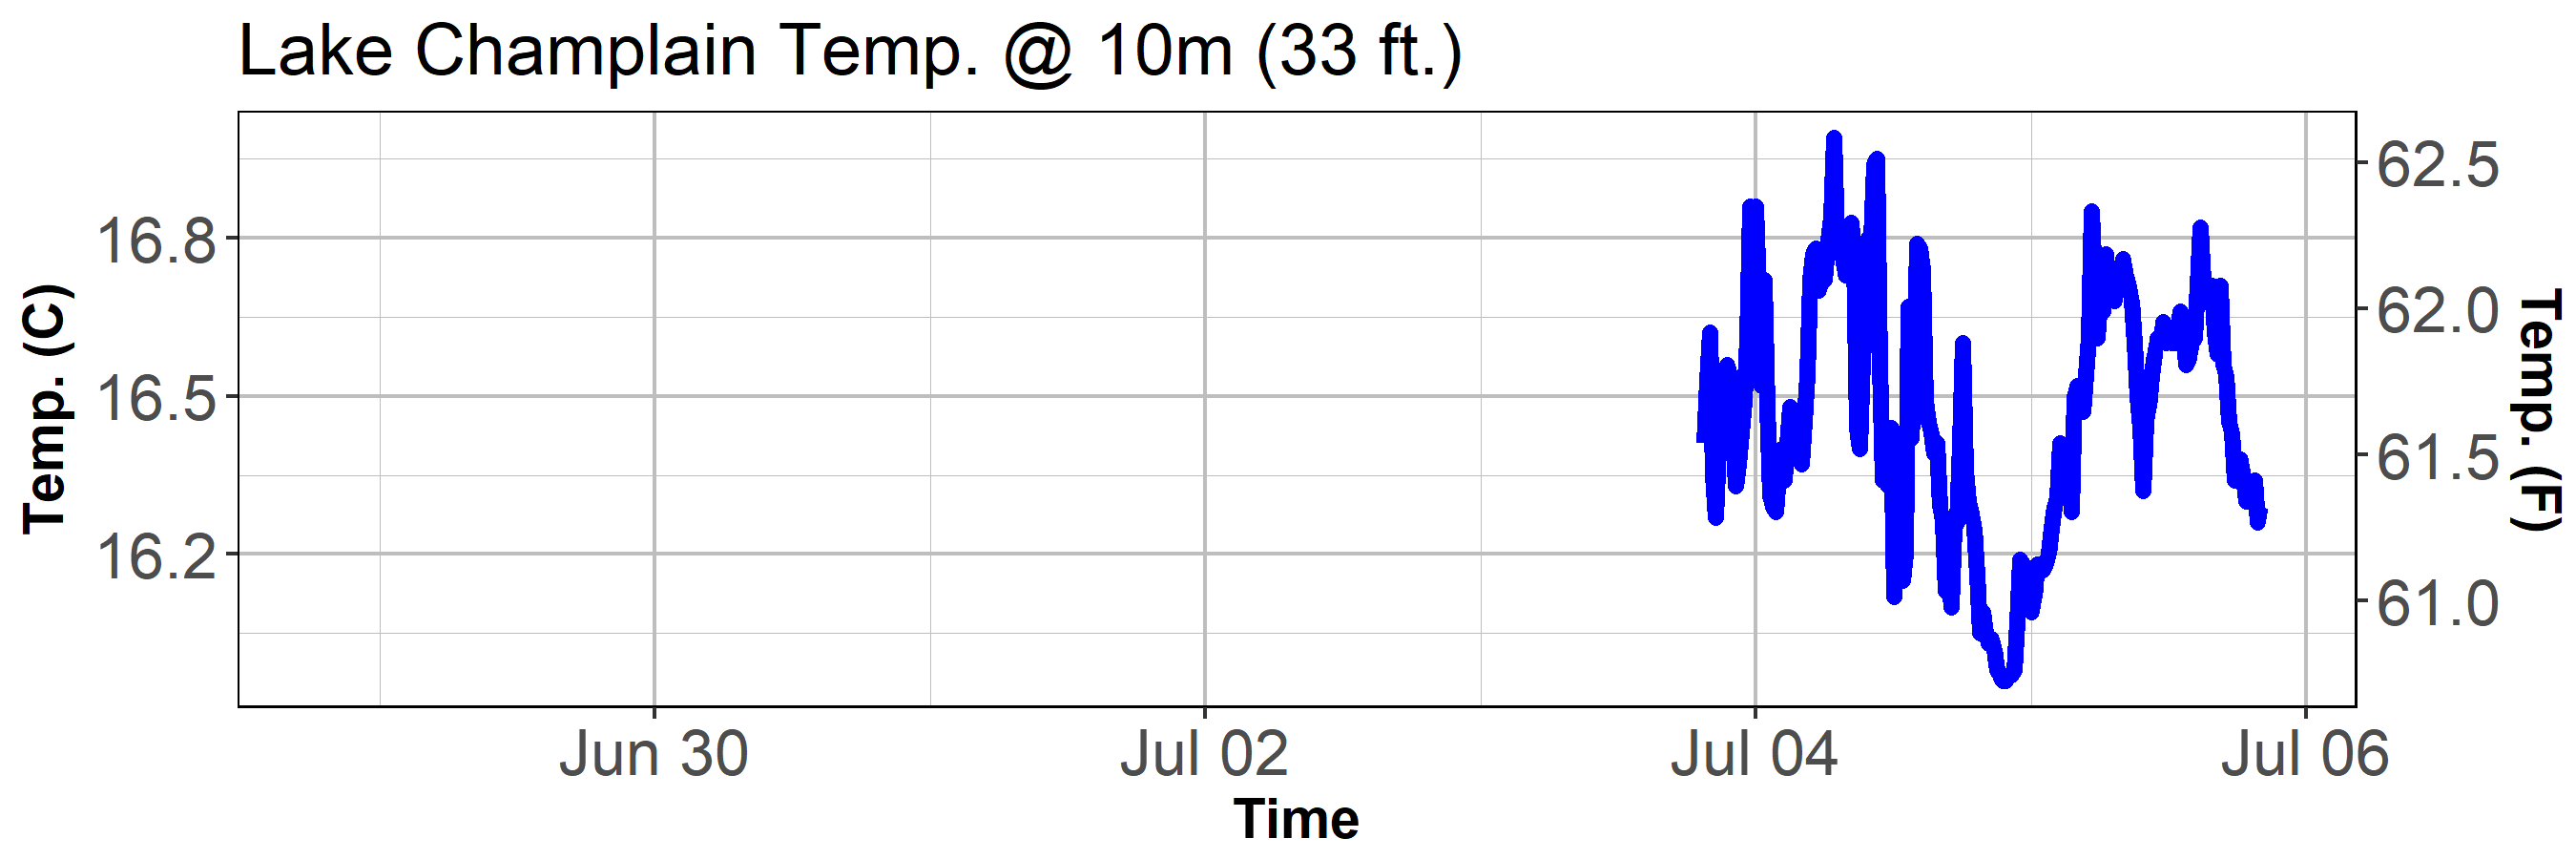 Lake Champlain Temp. @ 10m (33 ft.)
Temp. (C)
16.8
16.5
16.2
62.5
62.0
61.5
61.0
Temp. (F)
Jun 30
Jul 02
Jul 04
Jul 06
Time